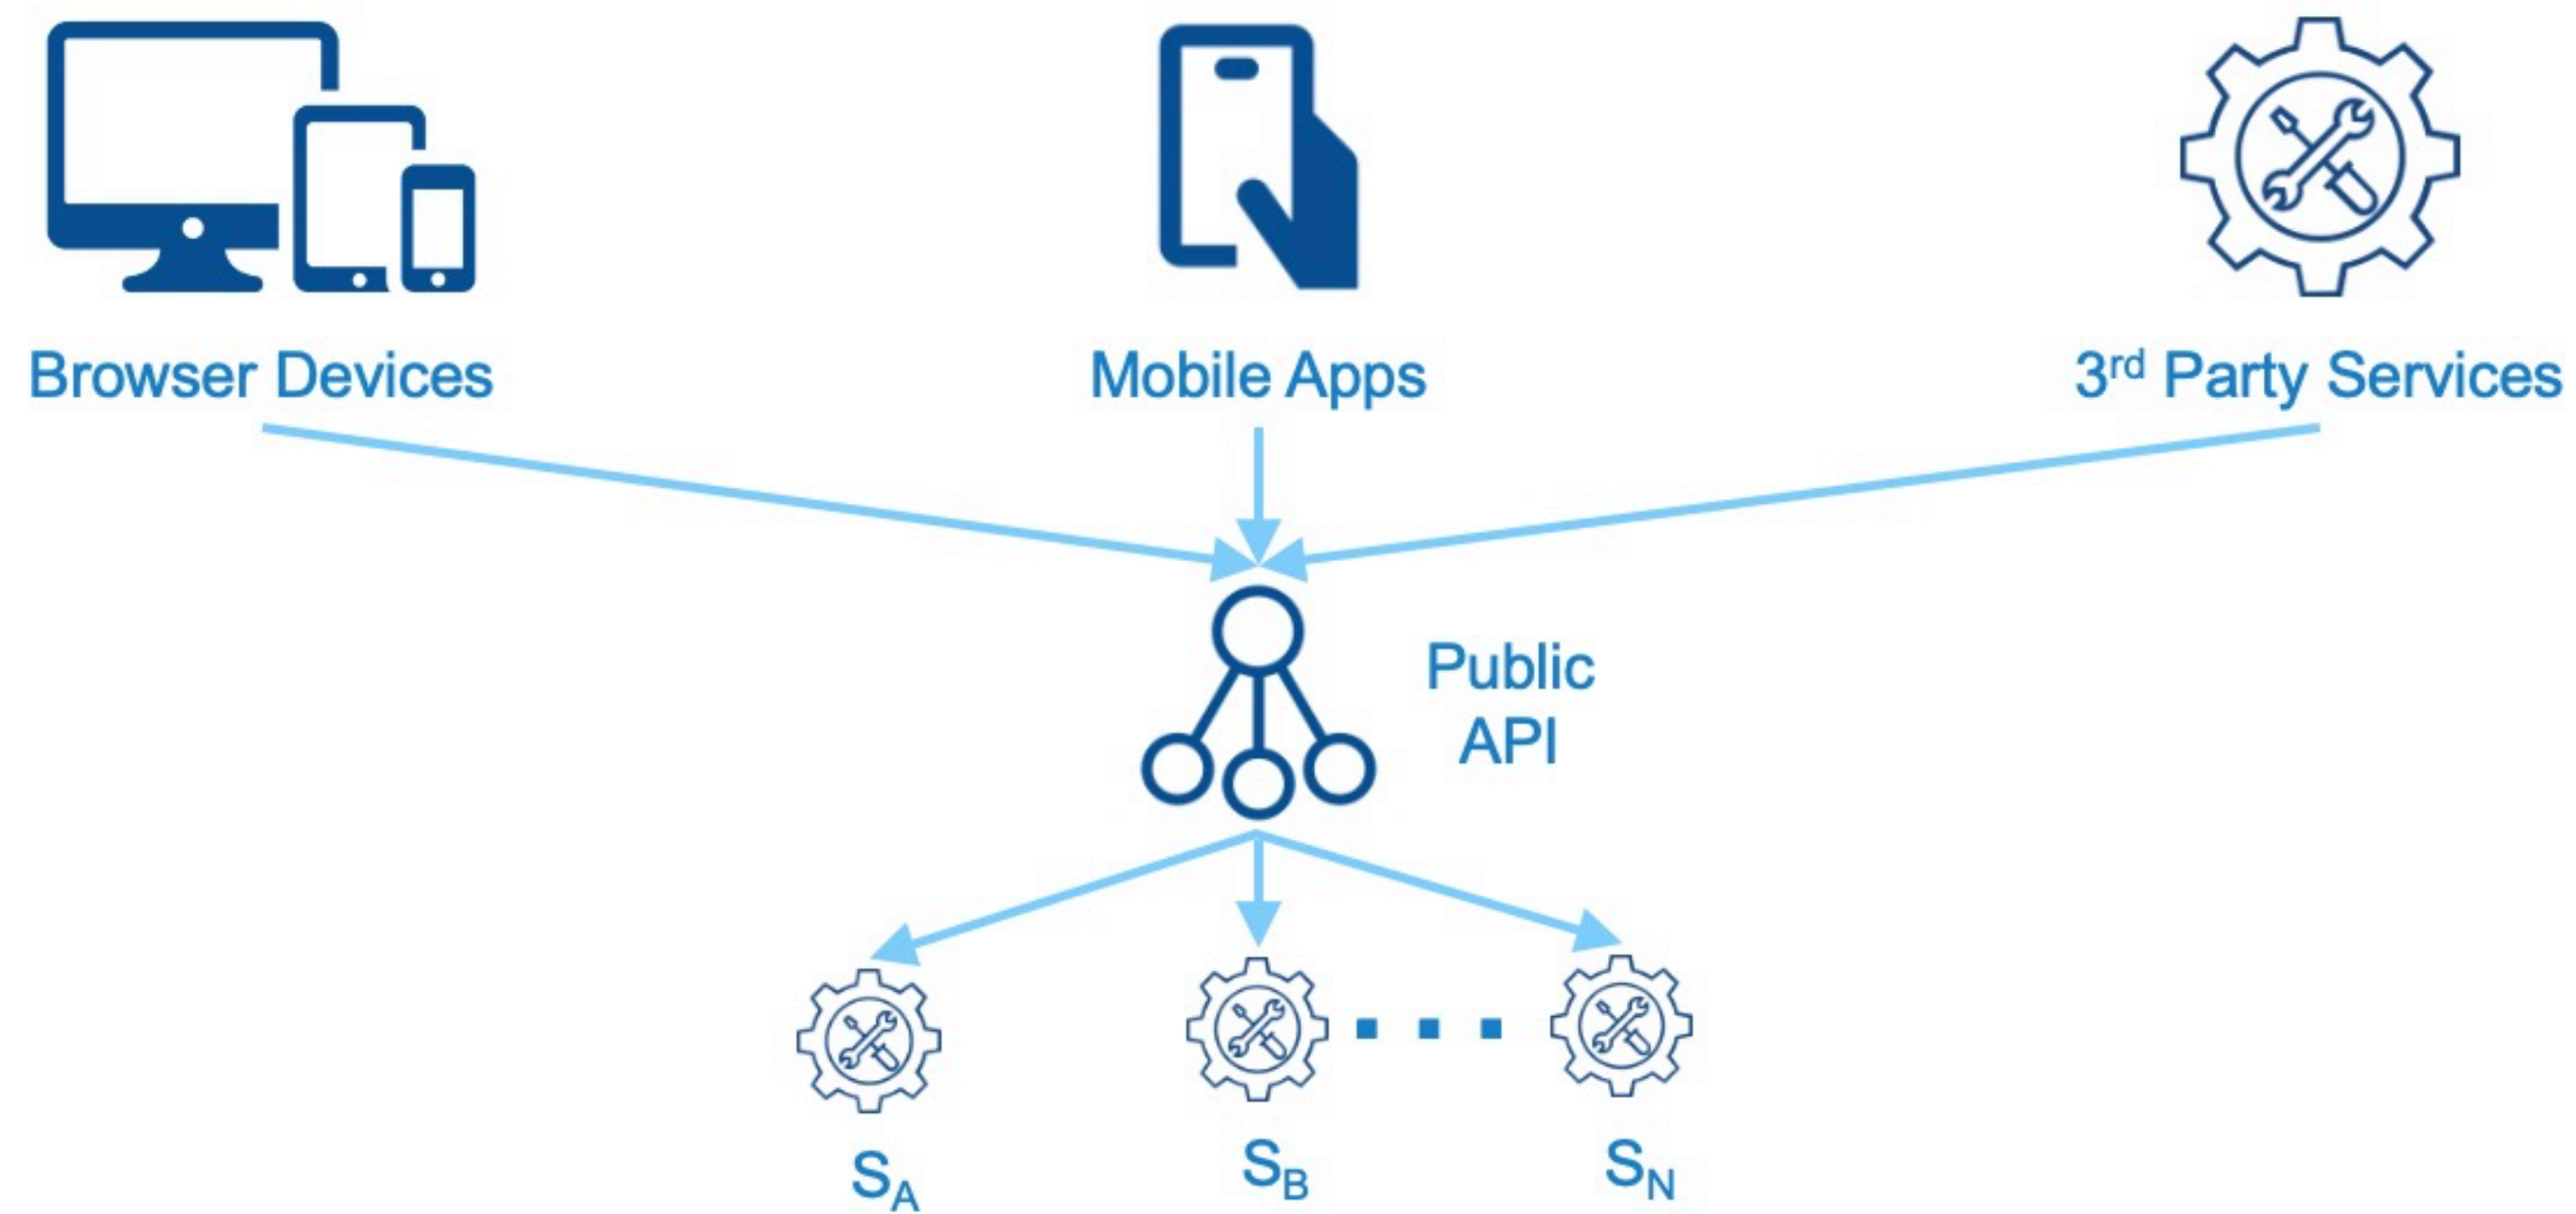 Browser Devices
Mobile Apps
3rd Party Services
Public
API
SA
SB
SN